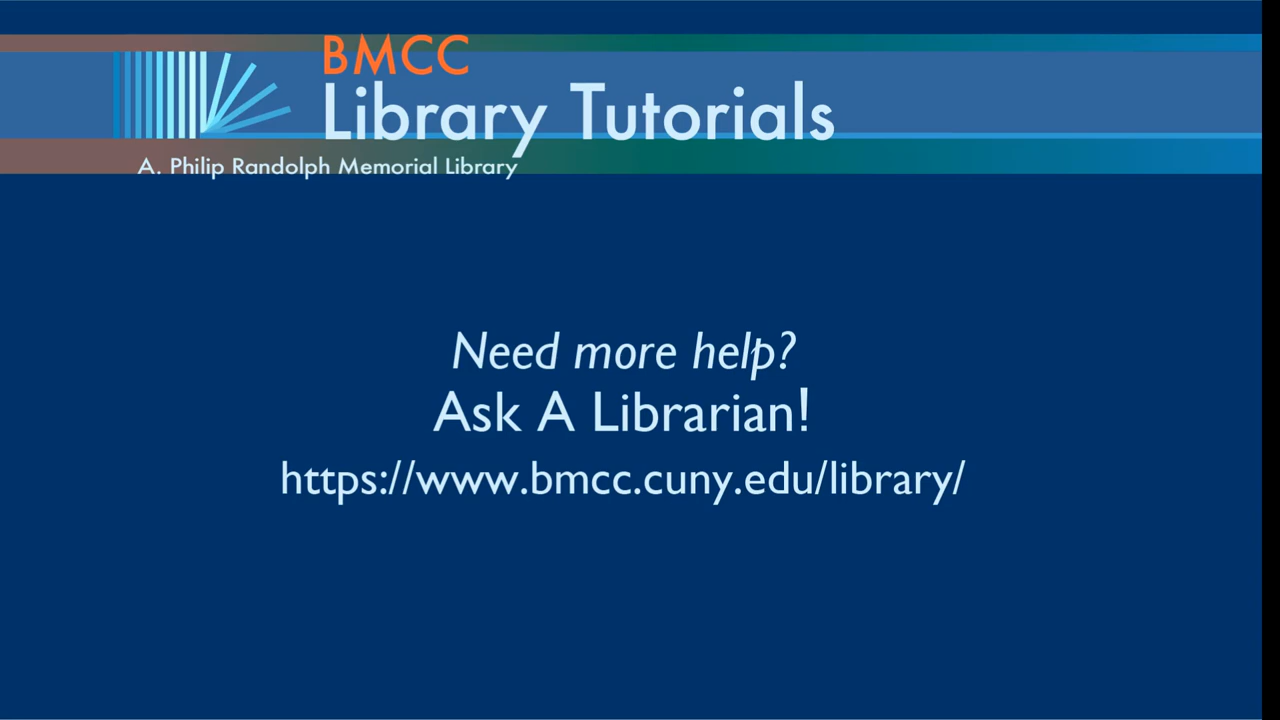 BMCC
Library Tutorials
A. Philip Randolph Memorial Library
Need more help?
Ask A Librarian!
https://www.bmcc.cuny.edu/library/